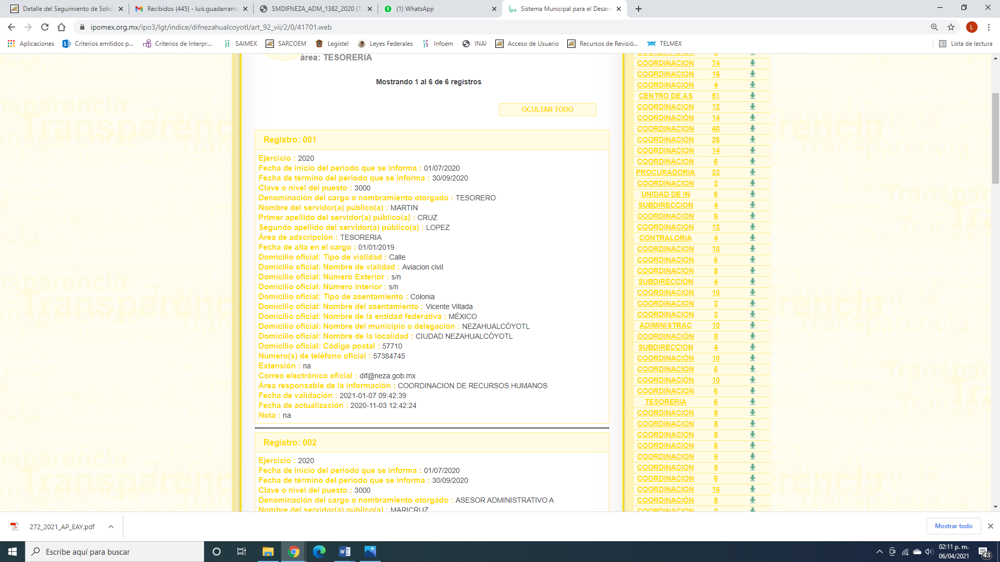 Detalle del Seguimiento de Solici
Recibidos (445) - luis.guadarrama
SMDIFNEZA_ADM_1382_2020 (1)
(1) WhatsApp
Sistema Municipal para el Desarr
ipomex.org.mx/ipo3/lgt/indice/difnezahualcoyotl/art_92_vii/2/0/41701.web
L
Aplicaciones
Criterios emitidos p...
Criterios de Interpr...
SAIMEX
SARCOEM
Legistel
Leyes Federales
Infoem
INAI
Acceso de Usuario
Recursos de Revisió...
TELMEX
Lista de lectura
área: TESORERIA
Mostrando 1 al 6 de 6 registros
OCULTAR TODO
Registro: 001
Ejercicio : 2020
Fecha de inicio del periodo que se informa : 01/07/2020
Fecha de término del periodo que se informa : 30/09/2020
Clave o nivel del puesto : 3000
Denominación del cargo o nombramiento otorgado : TESORERO
Nombre del servidor(a) público(a) : MARTIN
Primer apellido del servidor(a) público(a) : CRUZ
Segundo apellido del servidor(a) público(a) : LOPEZ
Área de adscripción : TESORERIA
Fecha de alta en el cargo : 01/01/2019
Domicilio oficial: Tipo de vialidad : Calle
Domicilio oficial: Nombre de vialidad : Aviacion civil
Domicilio oficial: Número Exterior : s/n
Domicilio oficial: Número interior : s/n
Domicilio oficial: Tipo de asentamiento : Colonia
Domicilio oficial: Nombre del asentamiento : Vicente Villada
Domicilio oficial: Nombre de la entidad federativa : MÉXICO
Domicilio oficial: Nombre del municipio o delegación : NEZAHUALCÓYOTL
Domicilio oficial: Nombre de la localidad : CIUDAD NEZAHUALCÓYOTL
Domicilio oficial: Código postal : 57710
Número(s) de teléfono oficial : 57384745
Extensión : na
Correo electrónico oficial : dif@neza.gob.mx
Área responsable de la información : COORDINACION DE RECURSOS HUMANOS
Fecha de validación : 2021-01-07 09:42:39
Fecha de actualización : 2020-11-03 12:42:24
Nota : na
Registro: 002
Ejercicio : 2020
Fecha de inicio del periodo que se informa : 01/07/2020
Fecha de término del periodo que se informa : 30/09/2020
Clave o nivel del puesto : 3000
Denominación del cargo o nombramiento otorgado : ASESOR ADMINISTRATIVO A
Nombre del servidor(a) público(a) : MARICRUZ
COORDINACION 74
COORDINACION 16
COORDINACION 4
CENTRO DE AS 51
COORDINACION 12
COORDINACIÓN 14
COORDINACION 40
COORDINACION 26
COORDINACION 14
COORDINACION 6
PROCURADORIA 23
COORDINACION 2
UNIDAD DE IN 6
SUBDIRECCION 4
COORDINACION 6
COORDINACION 12
CONTRALORIA 4
COORDINACION 10
COORDINACION 6
COORDINACION 8
SUBDIRECCION 4
COORDINACION 10
COORDINACION 2
COORDINACION 2
ADIMINISTRAC 10
COORDINACIÓN 8
SUBDIRECCION 4
COORDINACIÓN 10
COORDINACION 6
COORDINACIÓN 10
COORDINACION 6
TESORERIA 6
COORDINACION 8
COORDINACION 8
COORDINACION 8
COORDINACION 6
COORDINACION 6
COORDINACION 9
COORDINACION 6
COORDINACION 16
COORDINACIÓN 8
COORDINACION 2
272_2021_AP_EAY.pdf
Mostrar todo
Escribe aquí para buscar
02:11 p. m.
06/04/2021
43